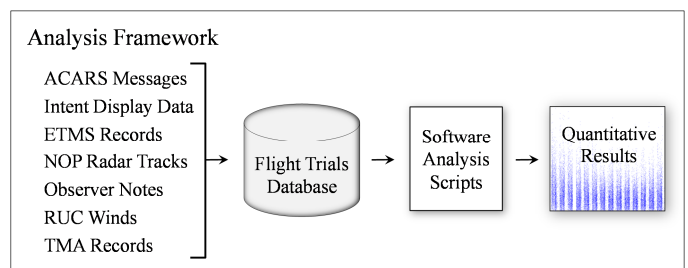 Analysis Framework
ACARS Messages
Intent Display Data
ETMS Records
NOP Radar Tracks
Observer Notes
RUC Winds
TMA Records
Flight Trials
Database
Software
Analysis
Scripts
Quantitative
Results